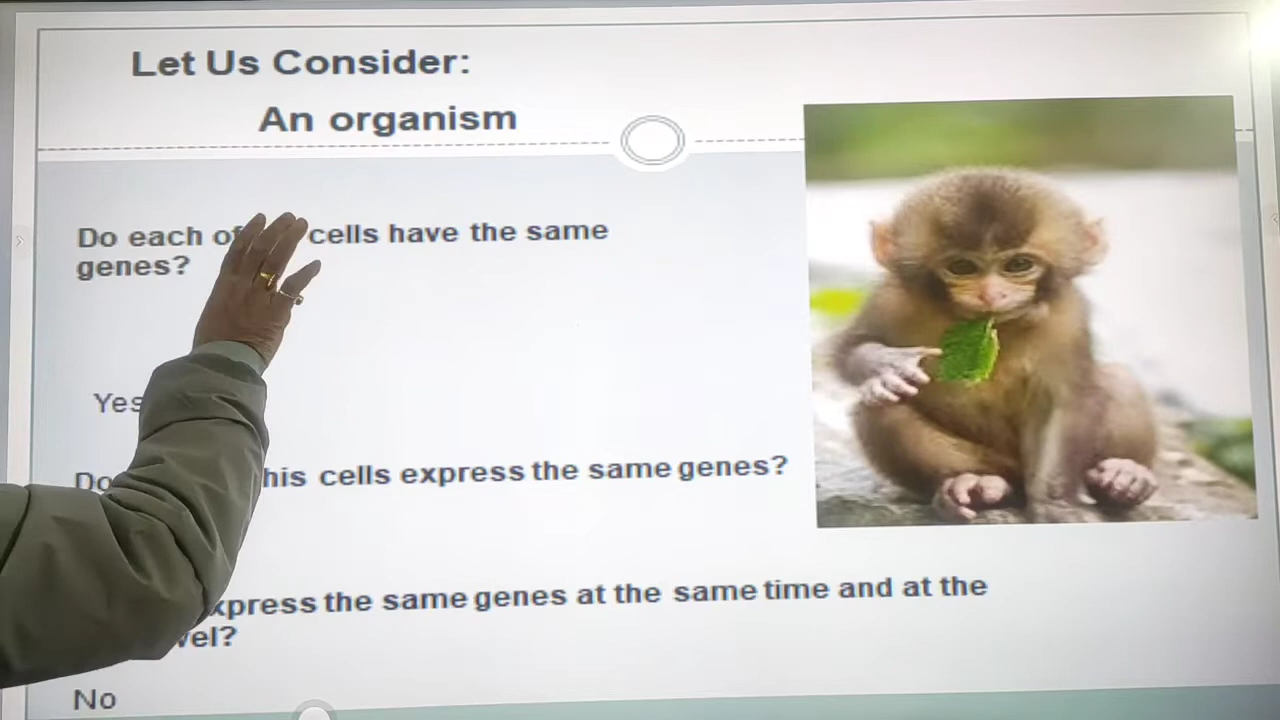 Let Us Consider:
An organism
Do each of cells have the same
genes?
Yes
Do his cells express the same genes?
xpress the same genes at the same time and at the
vel?
No